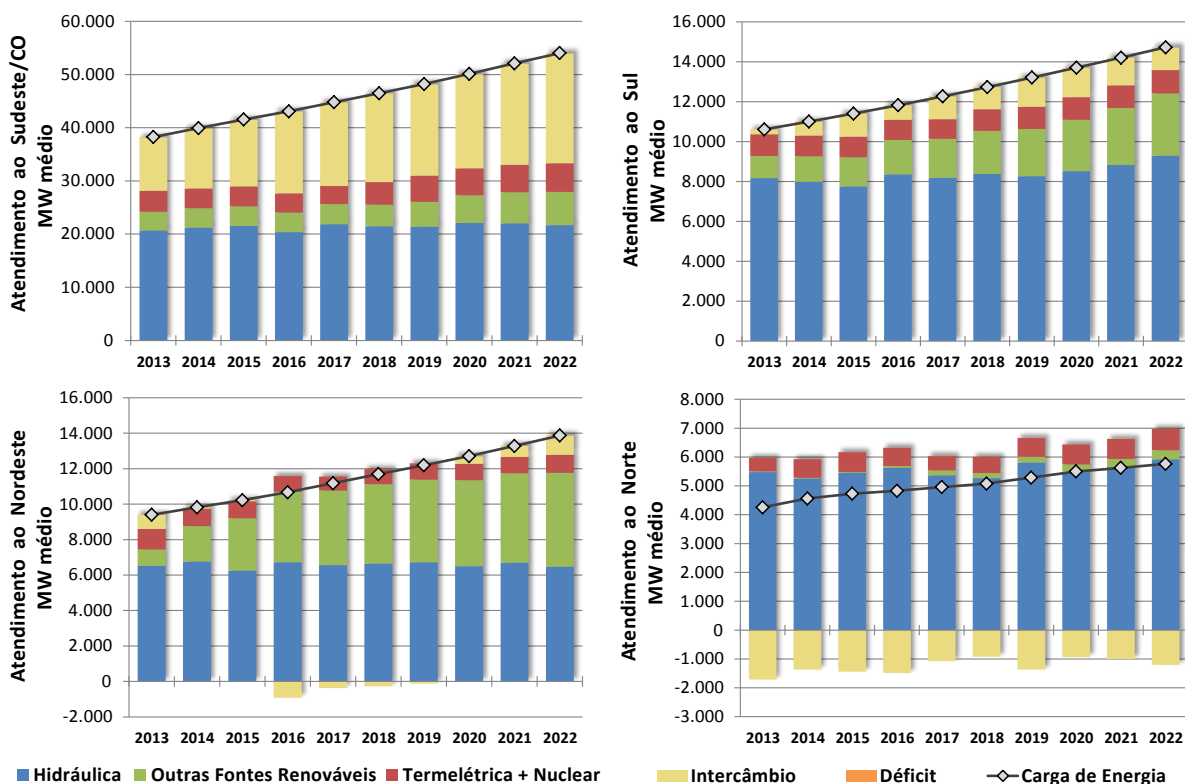 Atendimento ao Sudeste/CO
MW médio
60.000
50.000
40.000
30.000
20.000
10.000
0
2013 2014 2015 2016 2017 2018 2019 2020 2021 2022
Atendimento ao Sul
MW médio
16.000
14.000
12.000
10.000
8.000
6.000
4.000
2.000
0
2013 2014 2015 2016 2017 2018 2019 2020 2021 2022
Atendimento ao Nordeste
MW médio
16.000
14.000
12.000
10.000
8.000
6.000
4.000
2.000
0
-2.000
2013 2014 2015 2016 2017 2018 2019 2020 2021 2022
Atendimento ao Norte
MW médio
8.000
7.000
6.000
5.000
4.000
3.000
2.000
1.000
0
-1.000
-2.000
-3.000
2013 2014 2015 2016 2017 2018 2019 2020 2021 2022
Hidráulica Outras Fontes Renováveis Termelétrica + Nuclear Intercâmbio Déficit Carga de Energia